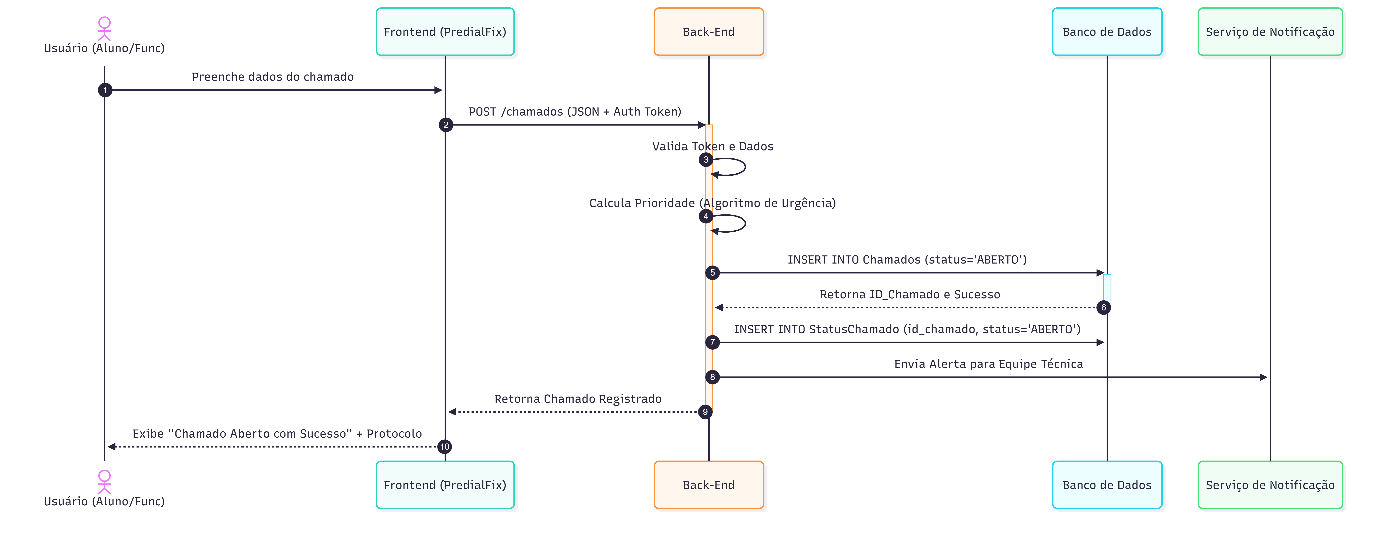 Usuário (Aluno/Func)
Frontend (PredialFix)
Back-End
Banco de Dados
Serviço de Notificação
1
Preenche dados do chamado
2
POST /chamados (JSON + Auth Token)
Valida Token e Dados
3
Calcula Prioridade (Algoritmo de Urgência)
4
5
INSERT INTO Chamados (status='ABERTO')
Retorna ID_Chamado e Sucesso
6
7
INSERT INTO StatusChamado (id_chamado, status='ABERTO')
8
Envia Alerta para Equipe Técnica
Retorna Chamado Registrado
9
Exibe "Chamado Aberto com Sucesso" + Protocolo
10
Usuário (Aluno/Func)
Frontend (PredialFix)
Back-End
Banco de Dados
Serviço de Notificação